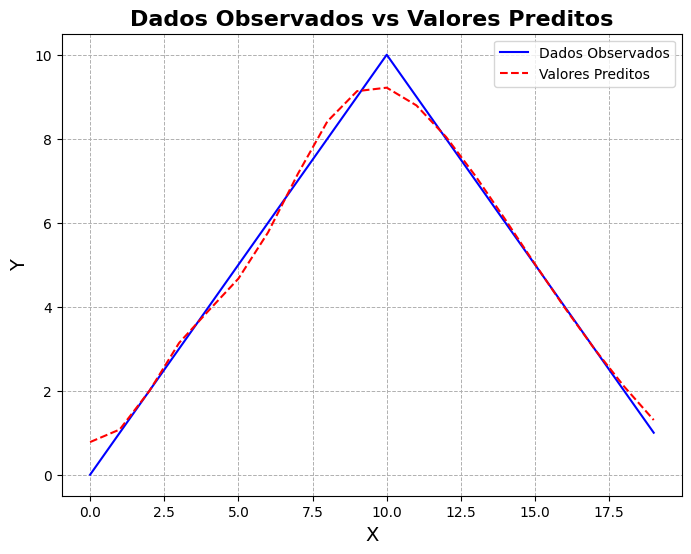 Dados Observados vs Valores Preditos
Dados Observados
Valores Preditos
10
8
6
4
2
0
Y
0.0 2.5 5.0 7.5 10.0 12.5 15.0 17.5
X